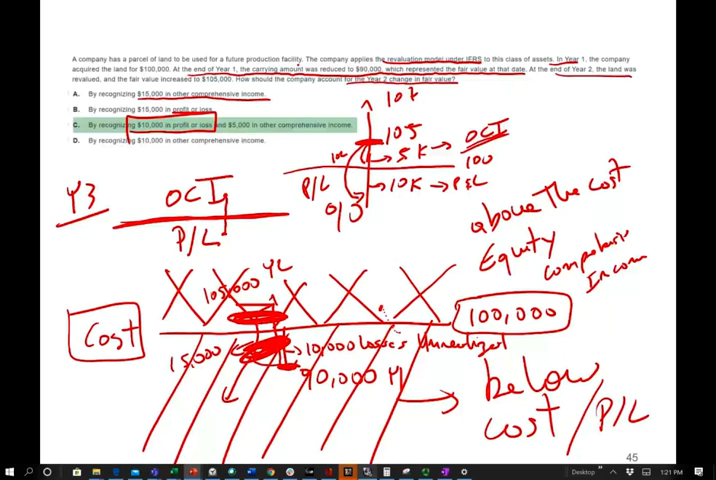 A company has a parcel of land to be used for a future production facility. The company applies the revaluation model under IFRS to this class of assets. In Year 1, the company
acquired the land for $100,000. At the end of Year 1, the carrying amount was reduced to $90,000, which represented the fair value at that date. At the end of Year 2, the land was
revalued, and the fair value increased to $105,000. How should the company account for the Year 2 change in fair value?
A. By recognizing $15,000 in other comprehensive income.
B. By recognizing $15,000 in profit or loss.
C. By recognizing $10,000 in profit or loss and $5,000 in other comprehensive income.
D. By recognizing $10,000 in other comprehensive income.
105
5K → OCI
100
P/L
10K → P&L
Y3
OCI
P/L
above the cost
Equity
Income
105,000
100,000
Cost
15,000
10,000 Losses Unrealized
90,000 Y1
below
cost / P/L
45
Desktop
1:21 PM